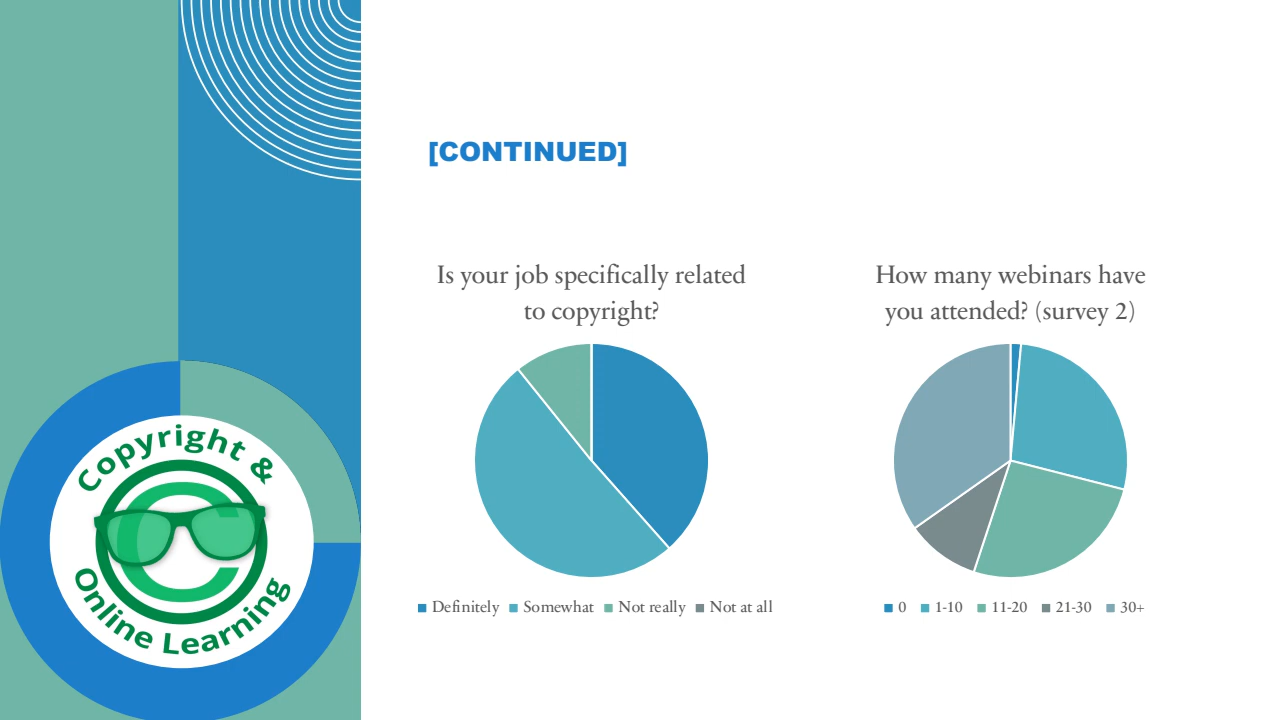 [CONTINUED]
Is your job specifically related
to copyright?
Definitely Somewhat Not really Not at all
How many webinars have
you attended? (survey 2)
0 1-10 11-20 21-30 30+
Copyright &
C
Online Learning